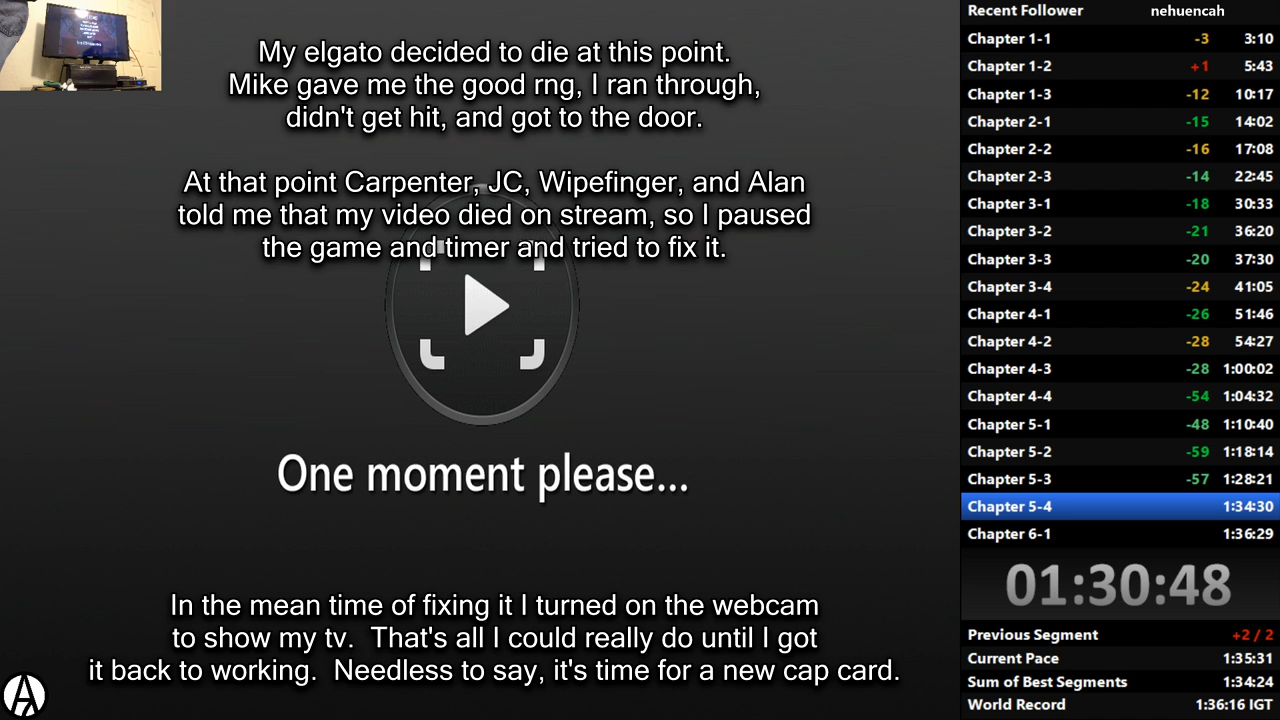 My elgato decided to die at this point.
Mike gave me the good rng, I ran through,
didn't get hit, and got to the door.
At that point Carpenter, JC, Wipefinger, and Alan
told me that my video died on stream, so I paused
the game and timer and tried to fix it.
One moment please...
In the mean time of fixing it I turned on the webcam
to show my tv. That's all I could really do until I got
it back to working. Needless to say, it's time for a new cap card.
Recent Follower nehuencah
Chapter 1-1 -3 3:10
Chapter 1-2 +1 5:43
Chapter 1-3 -12 10:17
Chapter 2-1 -15 14:02
Chapter 2-2 -16 17:08
Chapter 2-3 -14 22:45
Chapter 3-1 -18 30:33
Chapter 3-2 -21 36:20
Chapter 3-3 -20 37:30
Chapter 3-4 -24 41:05
Chapter 4-1 -26 51:46
Chapter 4-2 -28 54:27
Chapter 4-3 -28 1:00:02
Chapter 4-4 -54 1:04:32
Chapter 5-1 -48 1:10:40
Chapter 5-2 -59 1:18:14
Chapter 5-3 -57 1:28:21
Chapter 5-4 1:34:30
Chapter 6-1 1:36:29
01:30:48
Previous Segment +2 / 2
Current Pace 1:35:31
Sum of Best Segments 1:34:24
World Record 1:36:16 IGT